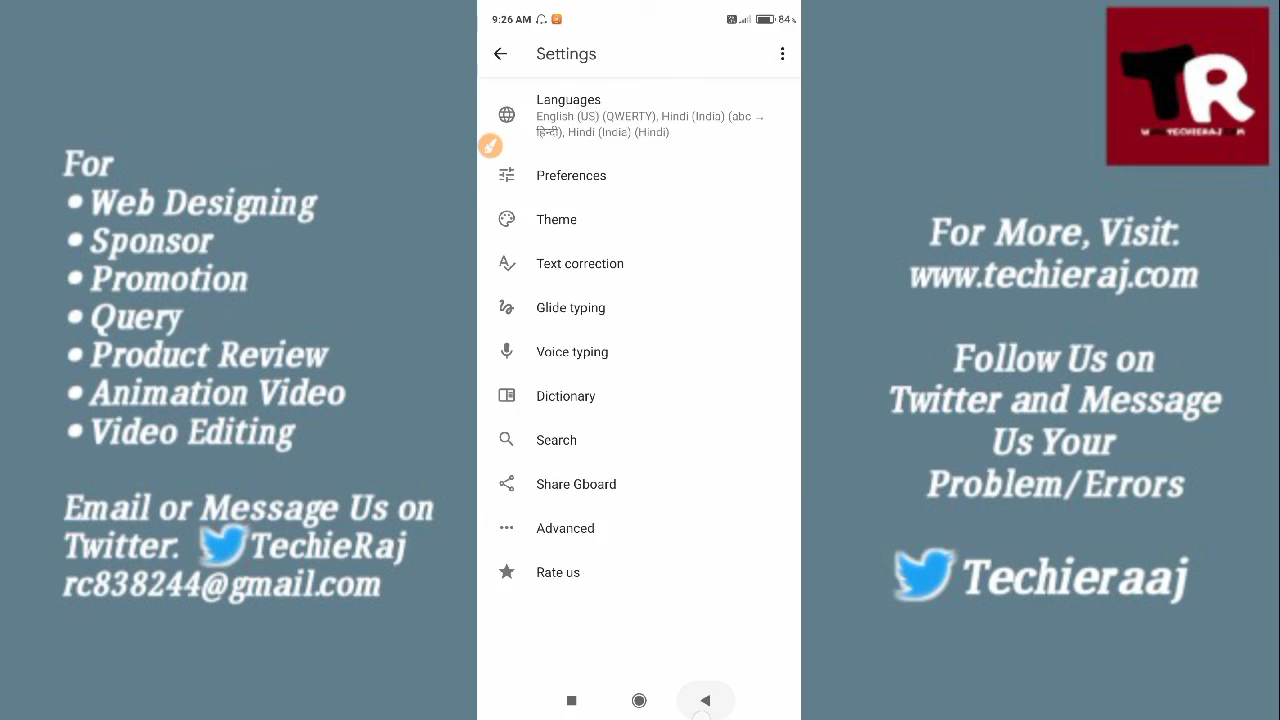 For
• Web Designing
• Sponsor
• Promotion
• Query
• Product Review
• Animation Video
• Video Editing
Email or Message Us on
Twitter. TechieRaj
rc838244@gmail.com
9:26 AM 84%
Settings
Languages
English (US) (QWERTY), Hindi (India) (abc →
हिन्दी), Hindi (India) (Hindi)
Preferences
Theme
Text correction
Glide typing
Voice typing
Dictionary
Search
Share Gboard
Advanced
Rate us
TR
For More, Visit:
www.techieraj.com
Follow Us on
Twitter and Message
Us Your
Problem/Errors
Techieraaj